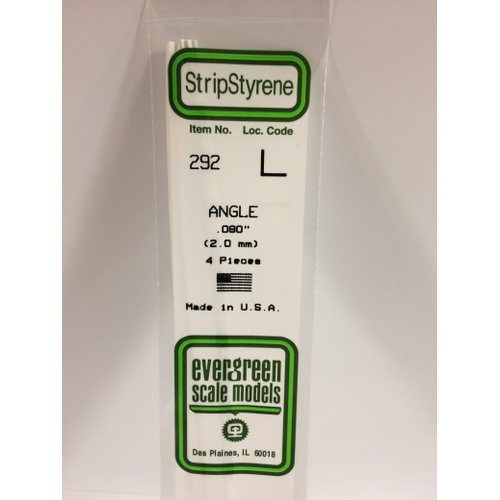 StripStyrene
Item No. Loc. Code
292 L
ANGLE
.080"
(2.0 mm)
4 Pieces
Made in U.S.A.
evergreen
scale models
Des Plaines, IL 60018